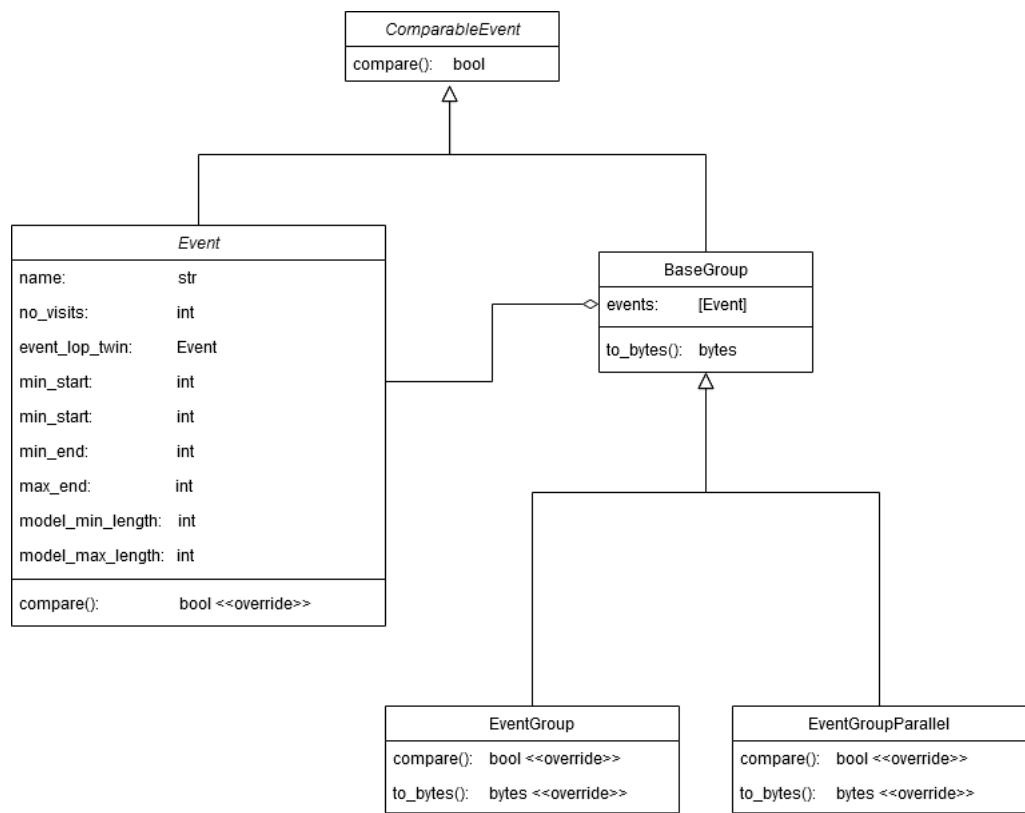 ComparableEvent
compare(): bool
Event
name: str
no_visits: int
event_lop_twin: Event
min_start: int
min_start: int
min_end: int
max_end: int
model_min_length: int
model_max_length: int
compare(): bool <<override>>
BaseGroup
events: [Event]
to_bytes(): bytes
EventGroup
compare(): bool <<override>>
to_bytes(): bytes <<override>>
EventGroupParallel
compare(): bool <<override>>
to_bytes(): bytes <<override>>